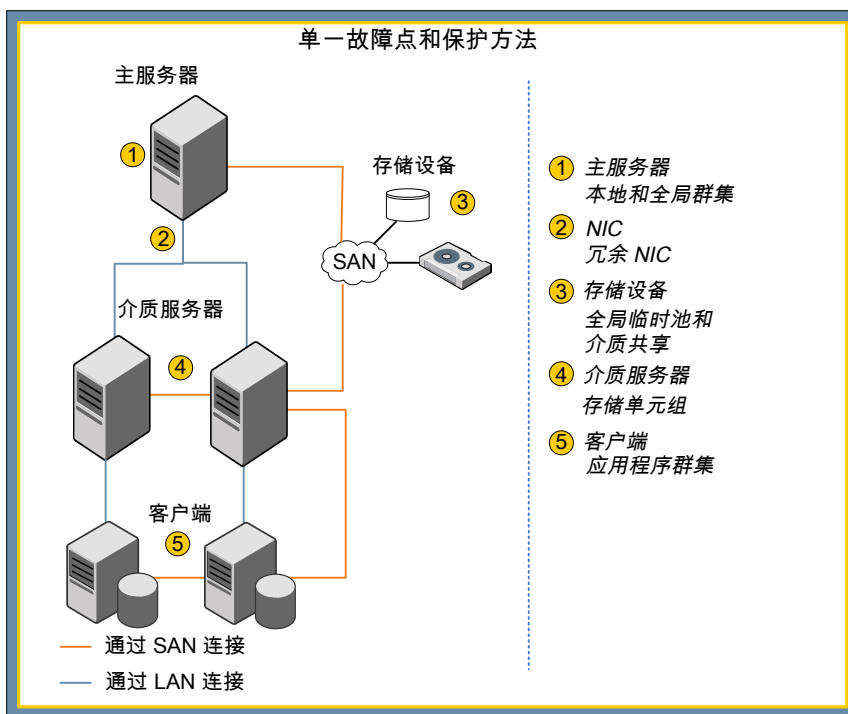 单一故障点和保护方法
主服务器
1
2
存储设备
3
SAN
介质服务器
4
客户端
5
通过 SAN 连接
通过 LAN 连接
1 主服务器
本地和全局群集
2 NIC
冗余 NIC
3 存储设备
全局临时池和
介质共享
4 介质服务器
存储单元组
5 客户端
应用程序群集